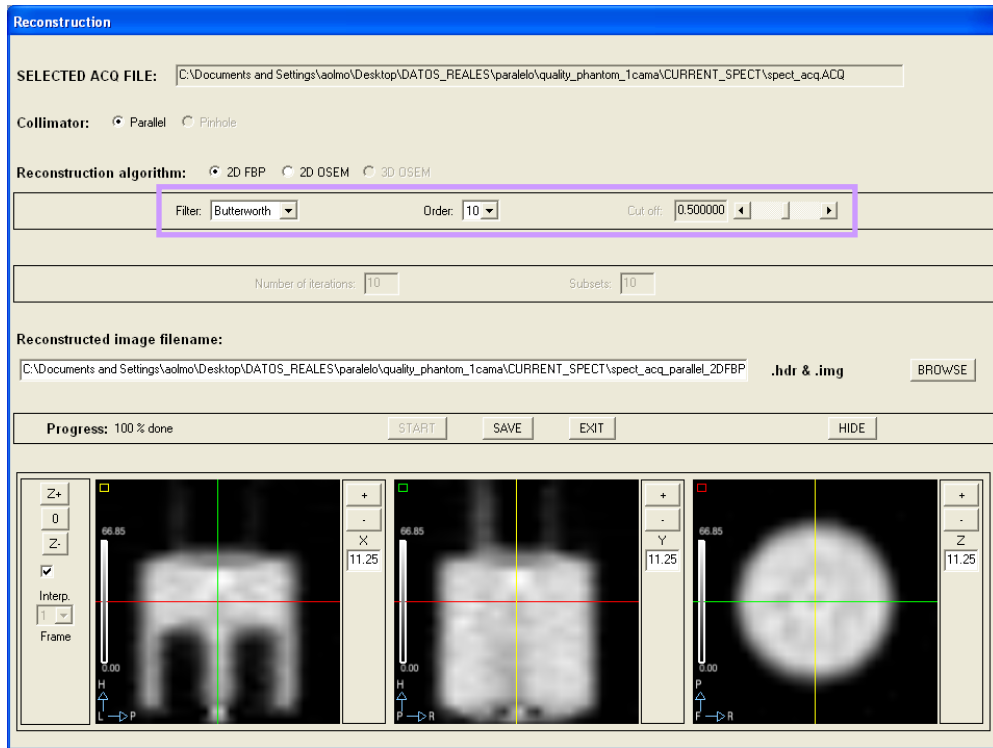 Reconstruction
SELECTED ACQ FILE: C:\Documents and Settings\aolmo\Desktop\DATOS_REALES\paralelo\quality_phantom_1cama\CURRENT_SPECT\spect_acq.ACQ
Collimator: Parallel Pinhole
Reconstruction algorithm: 2D FBP 2D OSEM 3D OSEM
Filter: Butterworth Order: 10 Cut off: 0.500000
Number of iterations: 10 Subsets: 10
Reconstructed image filename:
C:\Documents and Settings\aolmo\Desktop\DATOS_REALES\paralelo\quality_phantom_1cama\CURRENT_SPECT\spect_acq_parallel_2DFBP .hdr & .img BROWSE
Progress: 100 % done START SAVE EXIT HIDE
Z+
0
Z-
Interp.
1
Frame
66.85
0.00
H
L P
+
-
X
11.25
66.85
0.00
H
P R
+
-
Y
11.25
66.85
0.00
P
F R
+
-
Z
11.25